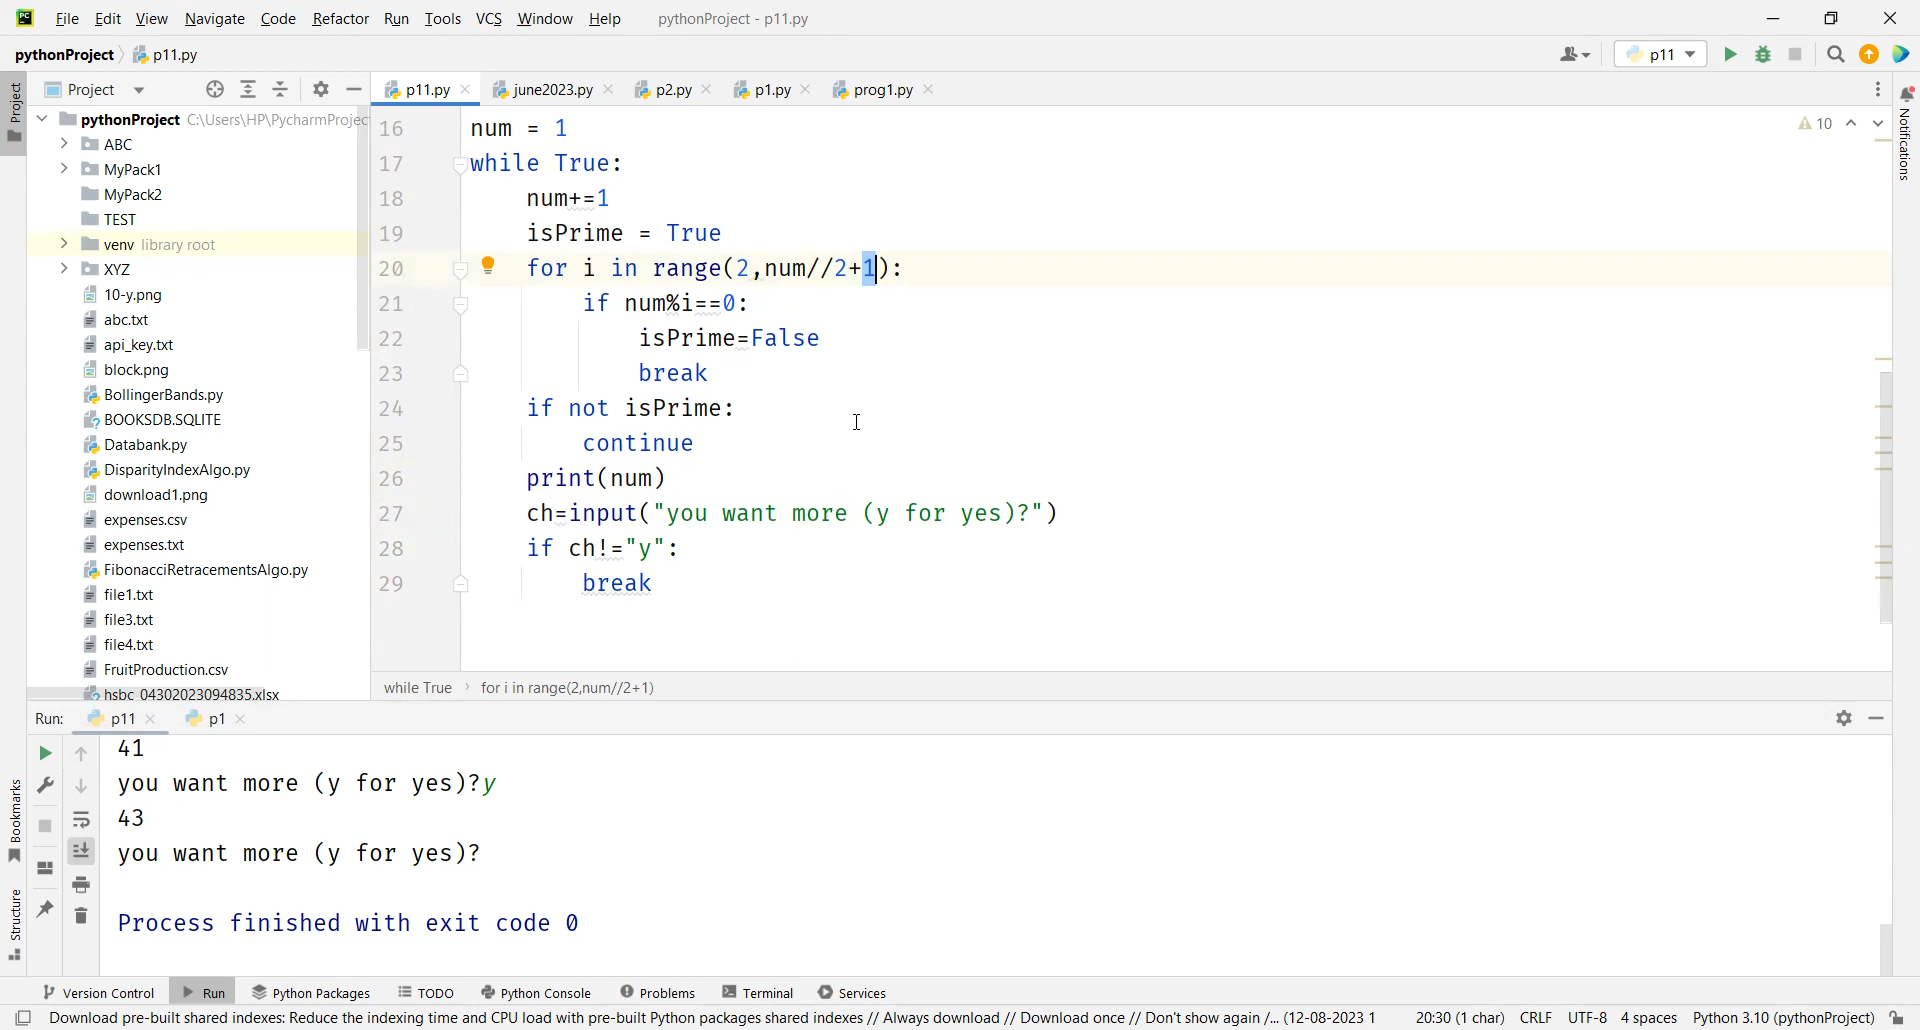 PC File Edit View Navigate Code Refactor Run Tools VCS Window Help pythonProject - p11.py
pythonProject p11.py p11
Project p11.py june2023.py p2.py p1.py prog1.py
Project
Notifications
pythonProject C:\Users\HP\PycharmProjec
ABC
MyPack1
MyPack2
TEST
venv library root
XYZ
10-y.png
abc.txt
api_key.txt
block.png
BollingerBands.py
BOOKSDB.SQLITE
Databank.py
DisparityIndexAlgo.py
download1.png
expenses.csv
expenses.txt
FibonacciRetracementsAlgo.py
file1.txt
file3.txt
file4.txt
FruitProduction.csv
hsbc 04302023094835.xlsx
10
16 num = 1
17 while True:
18 num+=1
19 isPrime = True
20 for i in range(2,num//2+1):
21 if num%i==0:
22 isPrime=False
23 break
24 if not isPrime:
25 continue
26 print(num)
27 ch=input("you want more (y for yes)?")
28 if ch!="y":
29 break
while True › for i in range(2,num//2+1)
Run: p11 p1
41
you want more (y for yes)?y
43
you want more (y for yes)?
Process finished with exit code 0
Bookmarks
Structure
Version Control Run Python Packages TODO Python Console Problems Terminal Services
Download pre-built shared indexes: Reduce the indexing time and CPU load with pre-built Python packages shared indexes // Always download // Download once // Don't show again /... (12-08-2023 1 20:30 (1 char) CRLF UTF-8 4 spaces Python 3.10 (pythonProject)